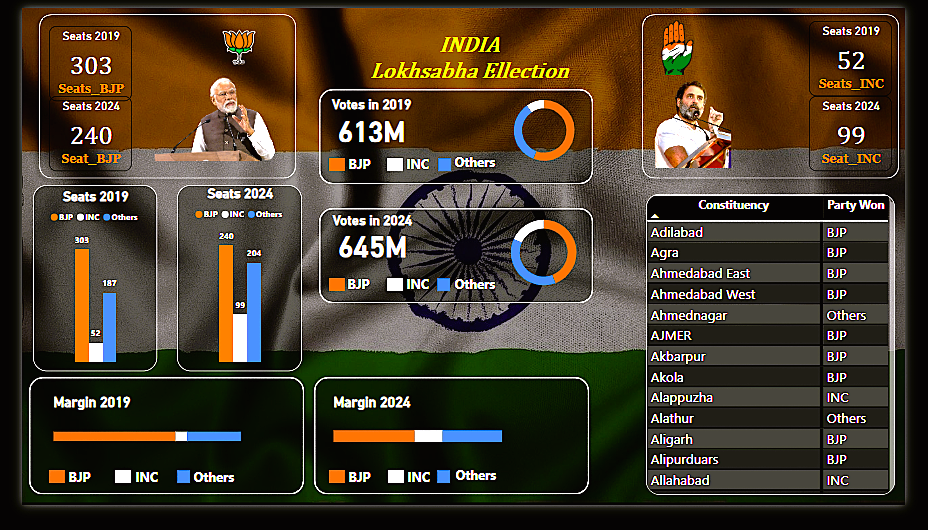 Seats 2019
303
Seats_BJP
Seats 2024
240
Seat_BJP
INDIA
Lokhsabha Ellection
Seats 2019
52
Seats_INC
Seats 2024
99
Seat_INC
Votes in 2019
613M
BJP INC Others
Votes in 2024
645M
BJP INC Others
Seats 2019
BJP INC Others
303
52
187
Seats 2024
BJP INC Others
240
99
204
Margin 2019
BJP INC Others
Margin 2024
BJP INC Others
Constituency Party Won
Adilabad BJP
Agra BJP
Ahmedabad East BJP
Ahmedabad West BJP
Ahmednagar Others
AJMER BJP
Akbarpur BJP
Akola BJP
Alappuzha INC
Alathur Others
Aligarh BJP
Alipurduars BJP
Allahabad INC